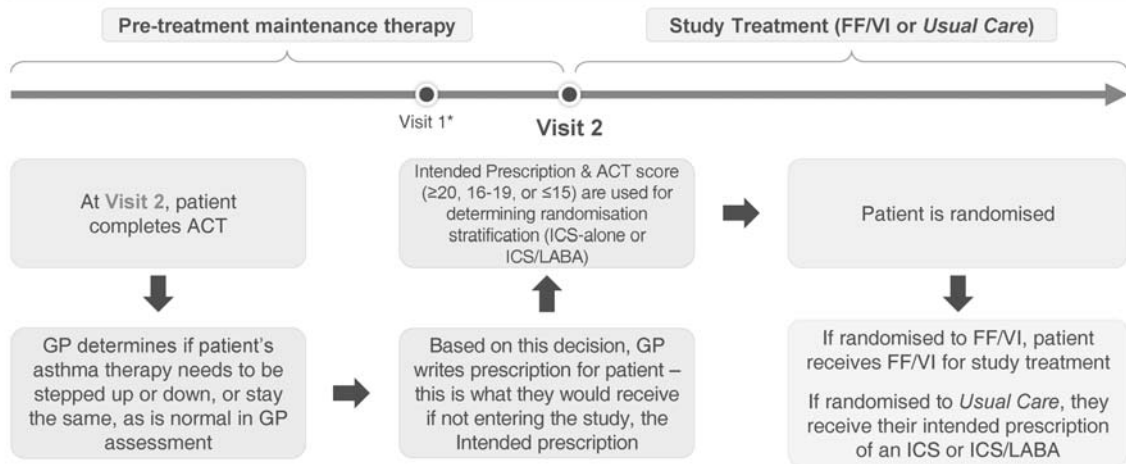 Pre-treatment maintenance therapy
Study Treatment (FF/VI or Usual Care)
Visit 1*
Visit 2
At Visit 2, patient
completes ACT
GP determines if patient's
asthma therapy needs to be
stepped up or down, or stay
the same, as is normal in GP
assessment
Based on this decision, GP
writes prescription for patient –
this is what they would receive
if not entering the study, the
Intended prescription
Intended Prescription & ACT score
(≥20, 16-19, or ≤15) are used for
determining randomisation
stratification (ICS-alone or
ICS/LABA)
Patient is randomised
If randomised to FF/VI, patient
receives FF/VI for study treatment
If randomised to Usual Care, they
receive their intended prescription
of an ICS or ICS/LABA